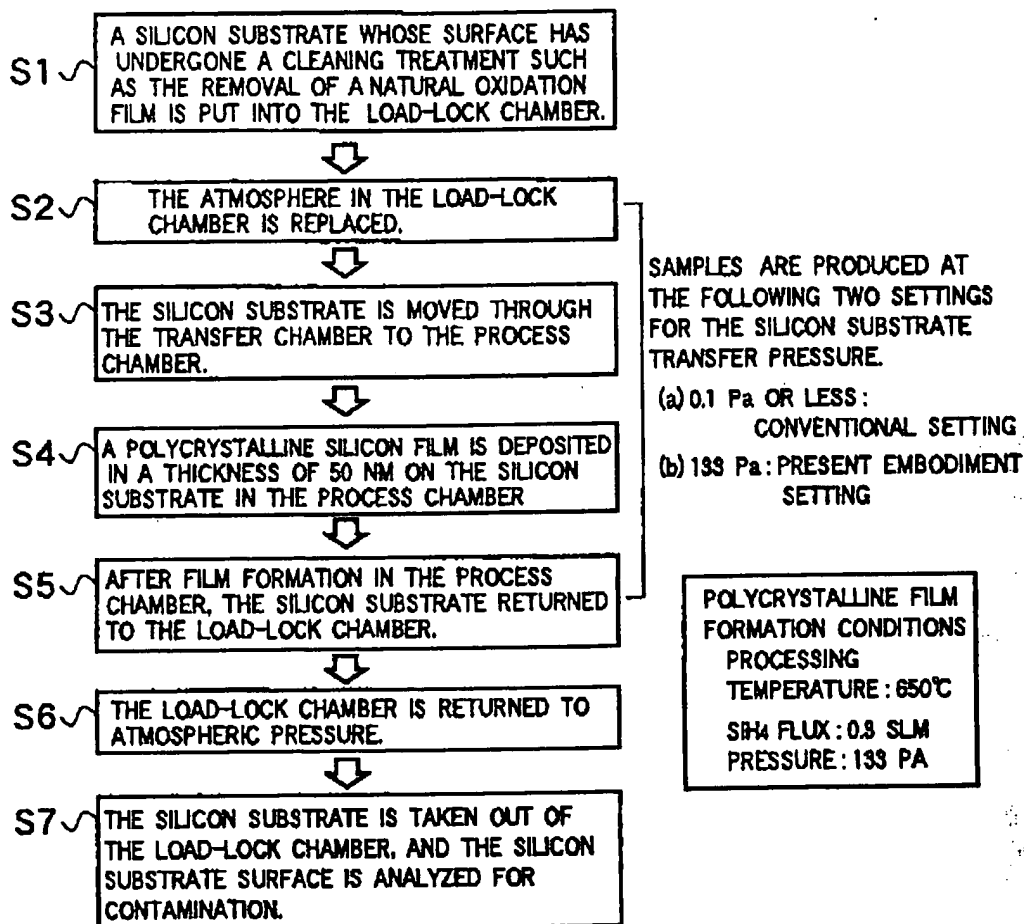 S1
A SILICON SUBSTRATE WHOSE SURFACE HAS
UNDERGONE A CLEANING TREATMENT SUCH
AS THE REMOVAL OF A NATURAL OXIDATION
FILM IS PUT INTO THE LOAD-LOCK CHAMBER.
S2
THE ATMOSPHERE IN THE LOAD-LOCK
CHAMBER IS REPLACED.
S3
THE SILICON SUBSTRATE IS MOVED THROUGH
THE TRANSFER CHAMBER TO THE PROCESS
CHAMBER.
S4
A POLYCRYSTALLINE SILICON FILM IS DEPOSITED
IN A THICKNESS OF 50 NM ON THE SILICON
SUBSTRATE IN THE PROCESS CHAMBER
S5
AFTER FILM FORMATION IN THE PROCESS
CHAMBER, THE SILICON SUBSTRATE RETURNED
TO THE LOAD-LOCK CHAMBER.
S6
THE LOAD-LOCK CHAMBER IS RETURNED TO
ATMOSPHERIC PRESSURE.
S7
THE SILICON SUBSTRATE IS TAKEN OUT OF
THE LOAD-LOCK CHAMBER, AND THE SILICON
SUBSTRATE SURFACE IS ANALYZED FOR
CONTAMINATION.
SAMPLES ARE PRODUCED AT
THE FOLLOWING TWO SETTINGS
FOR THE SILICON SUBSTRATE
TRANSFER PRESSURE.
(a) 0.1 Pa OR LESS:
CONVENTIONAL SETTING
(b) 133 Pa: PRESENT EMBODIMENT
SETTING
POLYCRYSTALLINE FILM
FORMATION CONDITIONS
PROCESSING
TEMPERATURE: 650℃
SiH4 FLUX: 0.3 SLM
PRESSURE: 133 PA